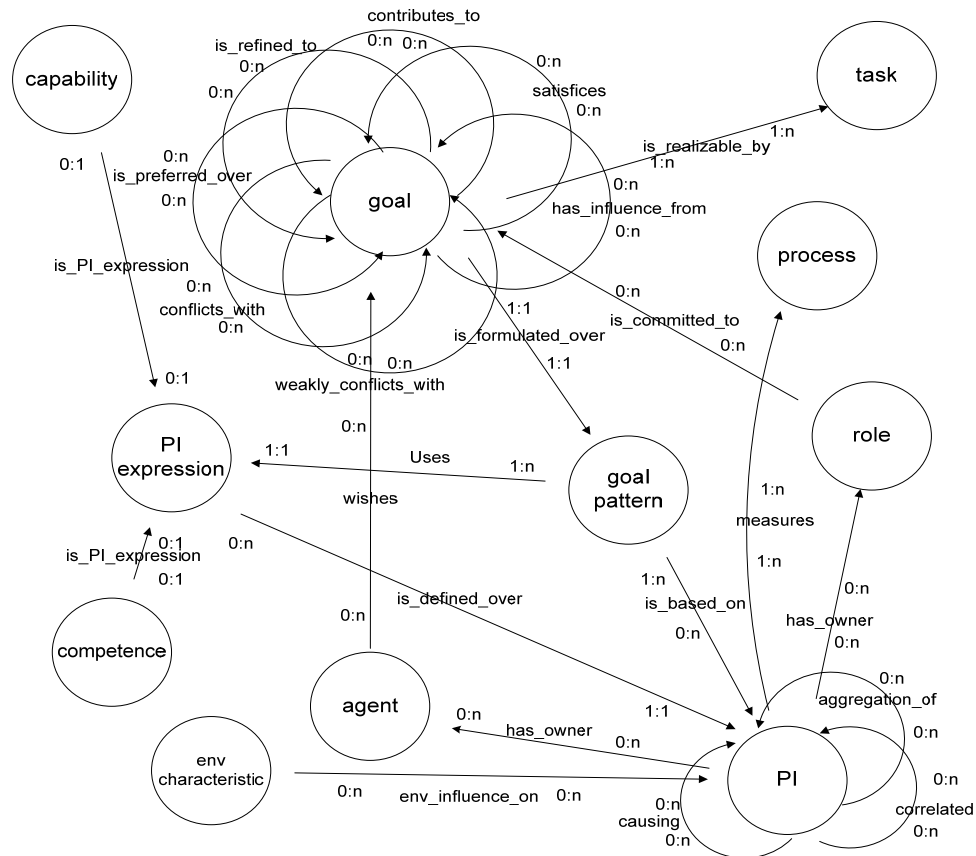 contributes_to
0:n 0:n
is_refined_to
0:n
0:n
0:n
satisfices
0:n
capability
task
1:n
is_realizable_by
1:n
0:1
0:n
is_preferred_over
0:n
goal
0:n
has_influence_from
0:n
process
is_PI_expression
0:n
conflicts_with
0:n
0:n
is_committed_to
0:n
1:1
is_formulated_over
1:1
0:n 0:n
weakly_conflicts_with
0:1
0:n
role
PI
expression
1:1
Uses
1:n
goal
pattern
wishes
1:n
measures
1:n
0:1
is_PI_expression
0:1
0:n
1:n
is_based_on
0:n
is_defined_over
0:n
has_owner
0:n
0:n
competence
agent
0:n
aggregation_of
0:n
1:1
0:n
has_owner
0:n
env
characteristic
PI
0:n
env_influence_on
0:n
0:n
causing
0:n
0:n
correlated
0:n